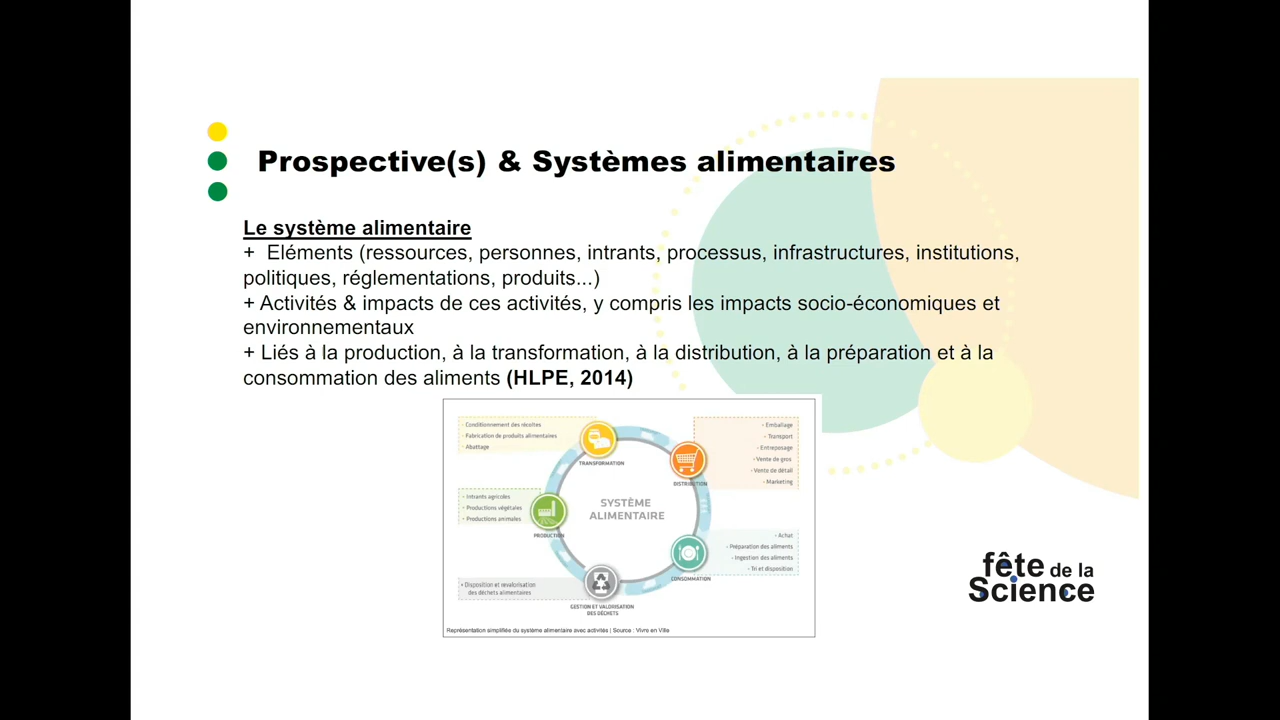 Prospective(s) & Systèmes alimentaires
Le système alimentaire
+ Eléments (ressources, personnes, intrants, processus, infrastructures, institutions,
politiques, réglementations, produits...)
+ Activités & impacts de ces activités, y compris les impacts socio-économiques et
environnementaux
+ Liés à la production, à la transformation, à la distribution, à la préparation et à la
consommation des aliments (HLPE, 2014)
- Conditionnement des récoltes
- Fabrication de produits alimentaires
- Abattage
TRANSFORMATION
- Emballage
- Transport
- Entreposage
- Vente de gros
- Vente de détail
- Marketing
DISTRIBUTION
- Intrants agricoles
- Productions végétales
- Productions animales
PRODUCTION
SYSTÈME
ALIMENTAIRE
- Achat
- Préparation des aliments
- Ingestion des aliments
- Tri et disposition
CONSOMMATION
• Disposition et revalorisation
des déchets alimentaires
GESTION ET VALORISATION
DES DÉCHETS
Représentation simplifiée du système alimentaire avec activités | Source : Vivre en Ville
fête de la
Science